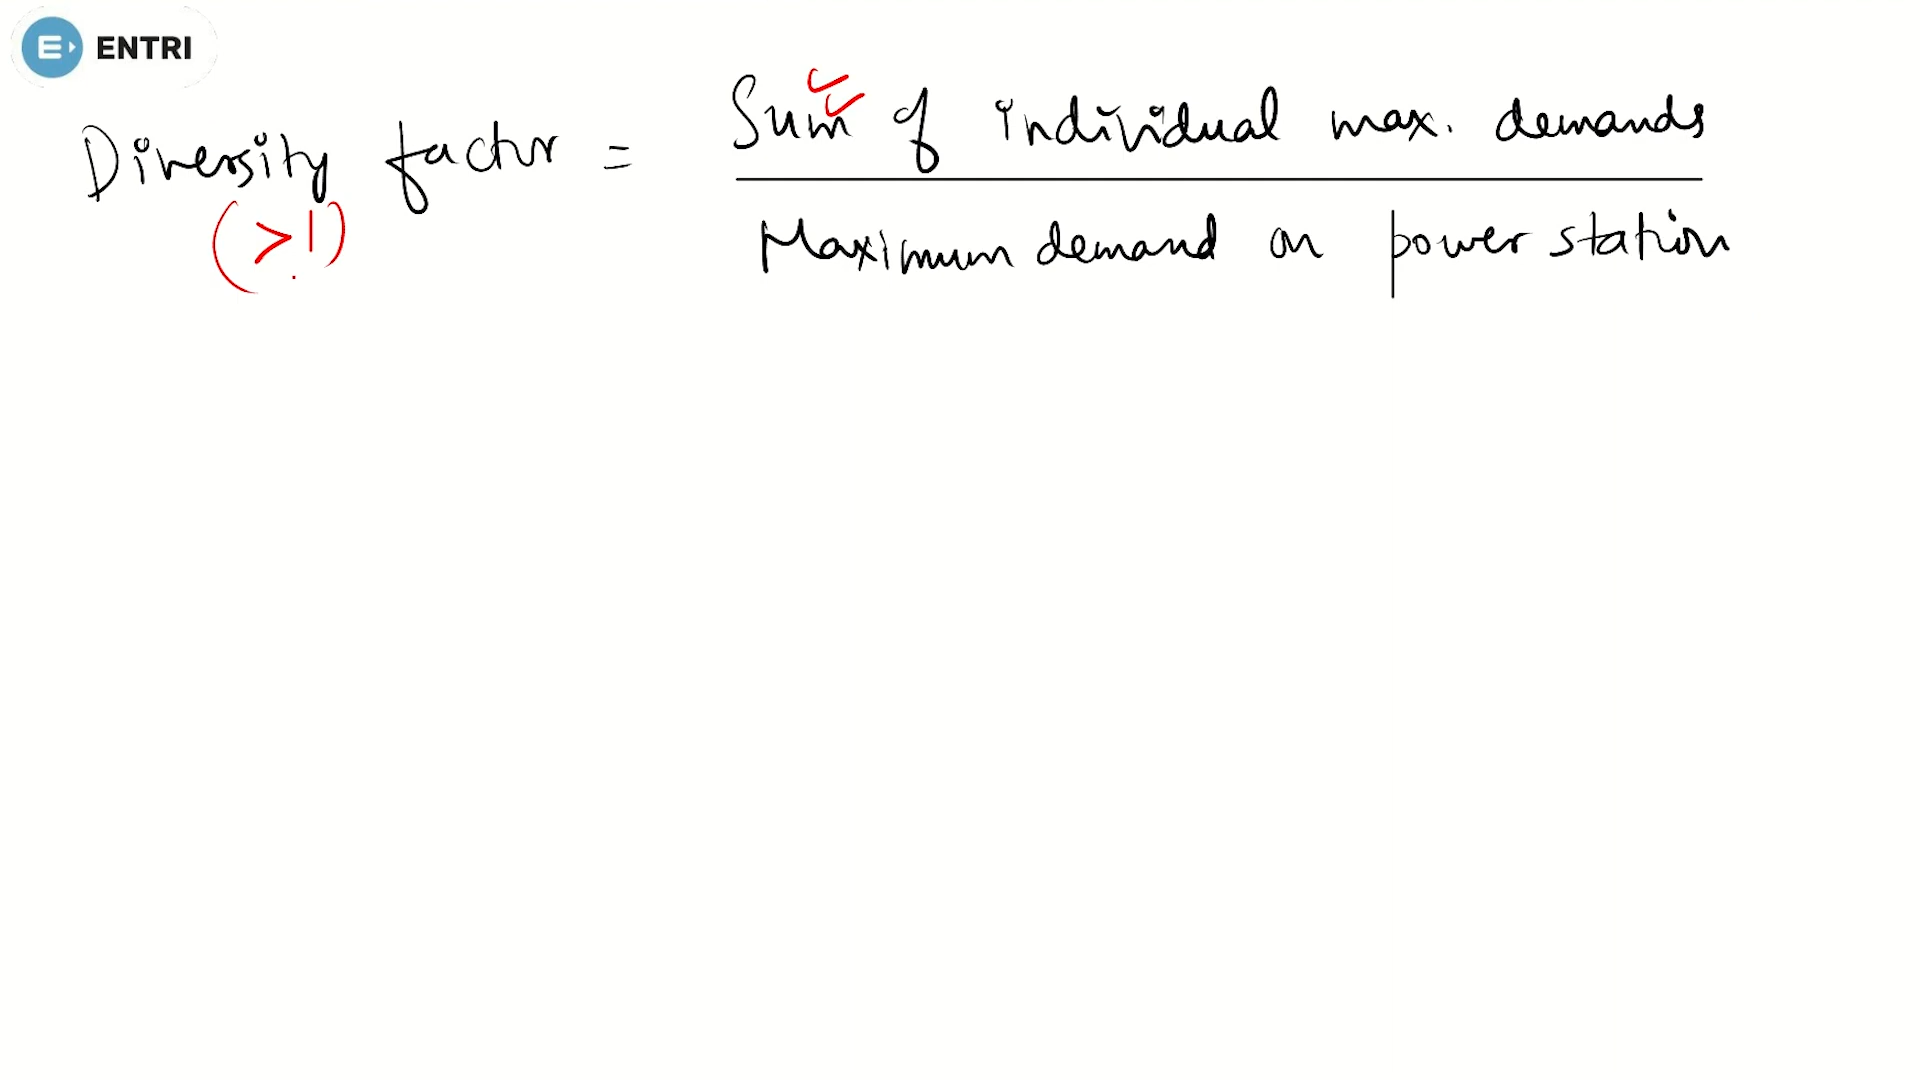 ENTRI
Diversity factor = Sum of individual max. demands
Maximum demand on power station
(>1)